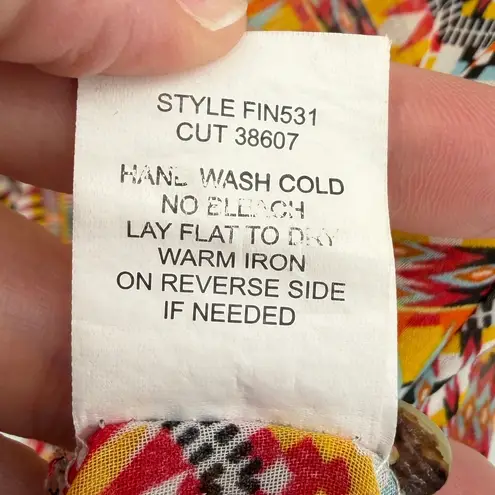 STYLE FIN531
CUT 38607
HAND WASH COLD
NO BLEACH
LAY FLAT TO DRY
WARM IRON
ON REVERSE SIDE
IF NEEDED